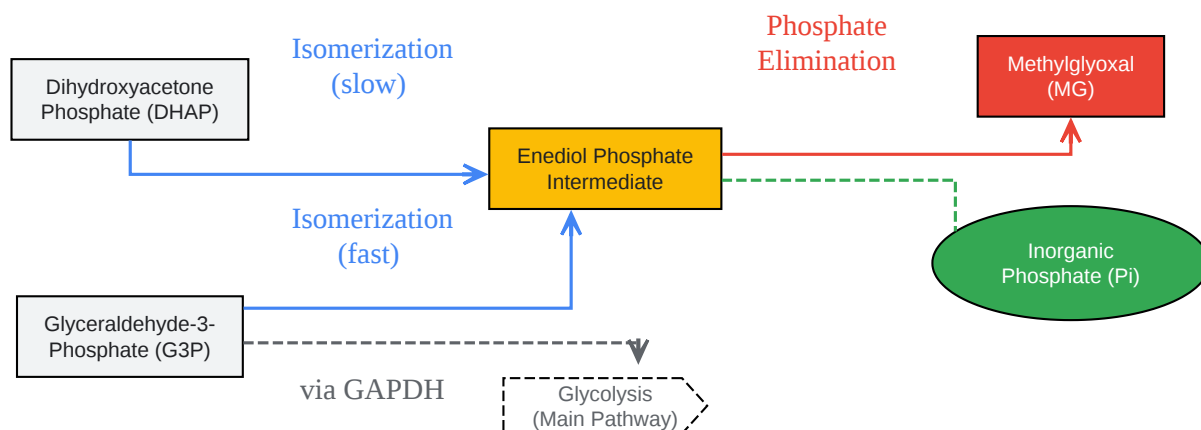 Isomerization
(slow)
Phosphate
Elimination
Dihydroxyacetone
Phosphate (DHAP)
Methylglyoxal
(MG)
Enediol Phosphate
Intermediate
Isomerization
(fast)
Inorganic
Phosphate (Pi)
Glyceraldehyde-3-
Phosphate (G3P)
via GAPDH
Glycolysis
(Main Pathway)